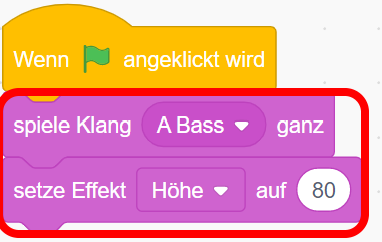 Wenn angeklickt wird
spiele Klang A Bass ganz
setze Effekt Höhe auf 80